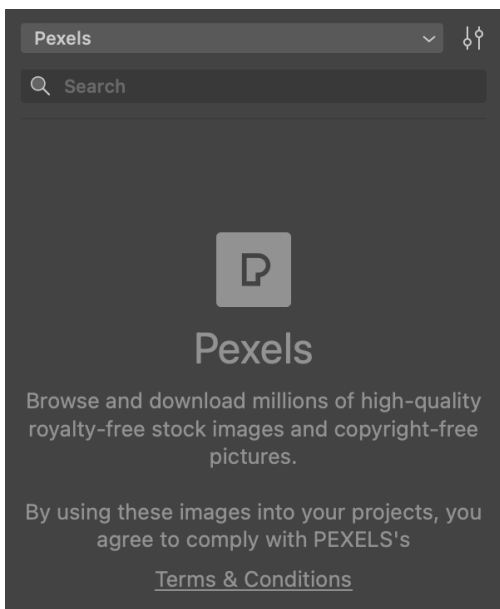 Pexels
Search
Pexels
Browse and download millions of high-quality
royalty-free stock images and copyright-free
pictures.
By using these images into your projects, you
agree to comply with PEXELS's
Terms & Conditions